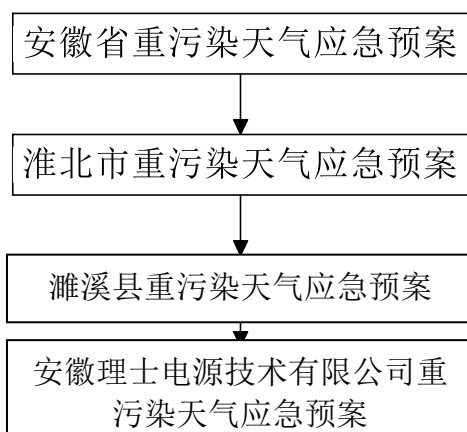 安徽省重污染天气应急预案
淮北市重污染天气应急预案
濉溪县重污染天气应急预案
安徽理士电源技术有限公司重
污染天气应急预案